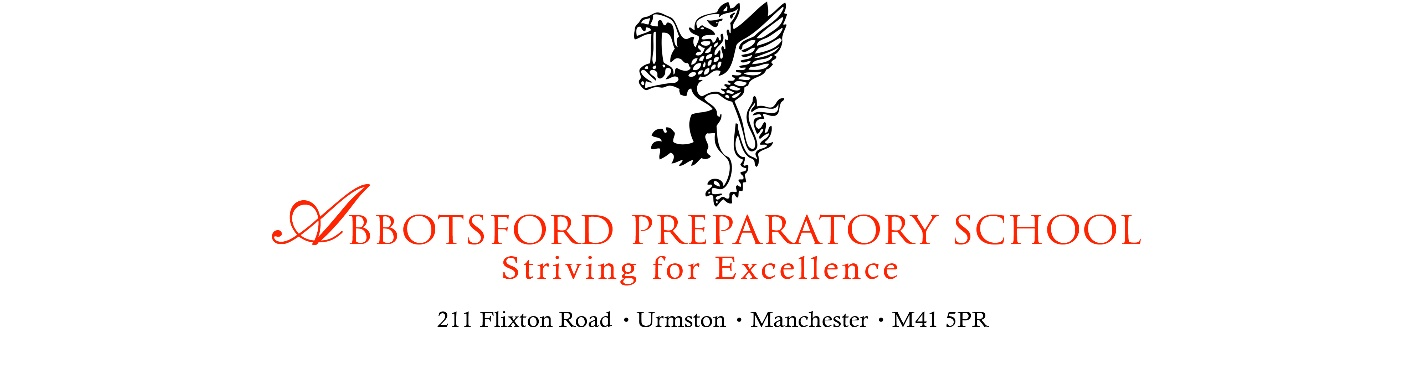 ABBOTSFORD PREPARATORY SCHOOL
Striving for Excellence
211 Flixton Road · Urmston · Manchester · M41 5PR